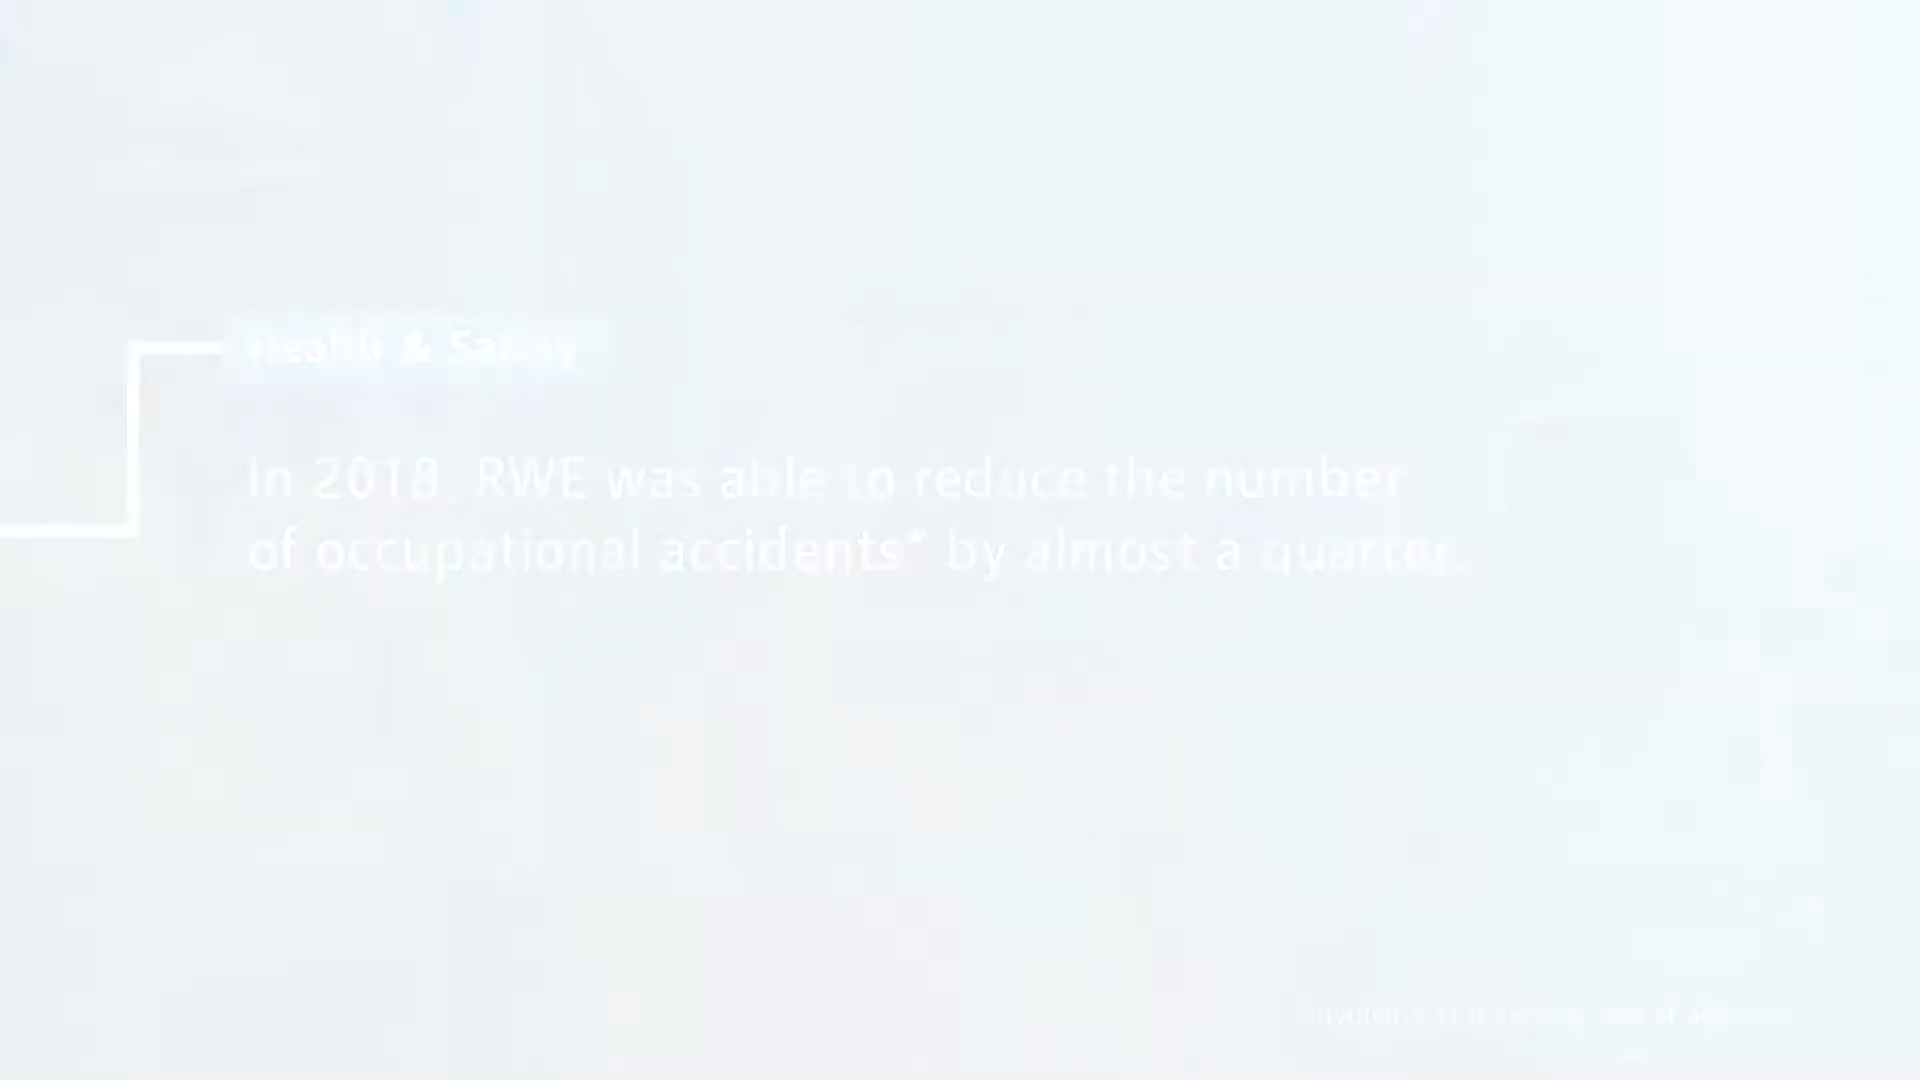 Health & Safety
In 2018, RWE was able to reduce the number
of occupational accidents* by almost a quarter.